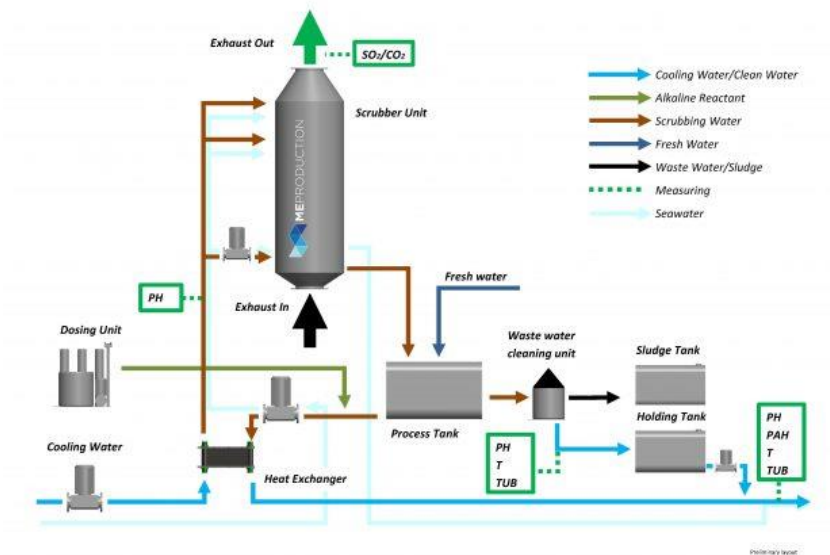 Exhaust Out
SO₂/CO₂
Scrubber Unit
MEPRODUCTION
Cooling Water/Clean Water
Alkaline Reactant
Scrubbing Water
Fresh Water
Waste Water/Sludge
Measuring
Seawater
PH
Exhaust In
Fresh water
Dosing Unit
Waste water
cleaning unit
Sludge Tank
Holding Tank
Process Tank
Cooling Water
Heat Exchanger
PH
T
TUB
PH
PAH
T
TUB
Preliminary layout